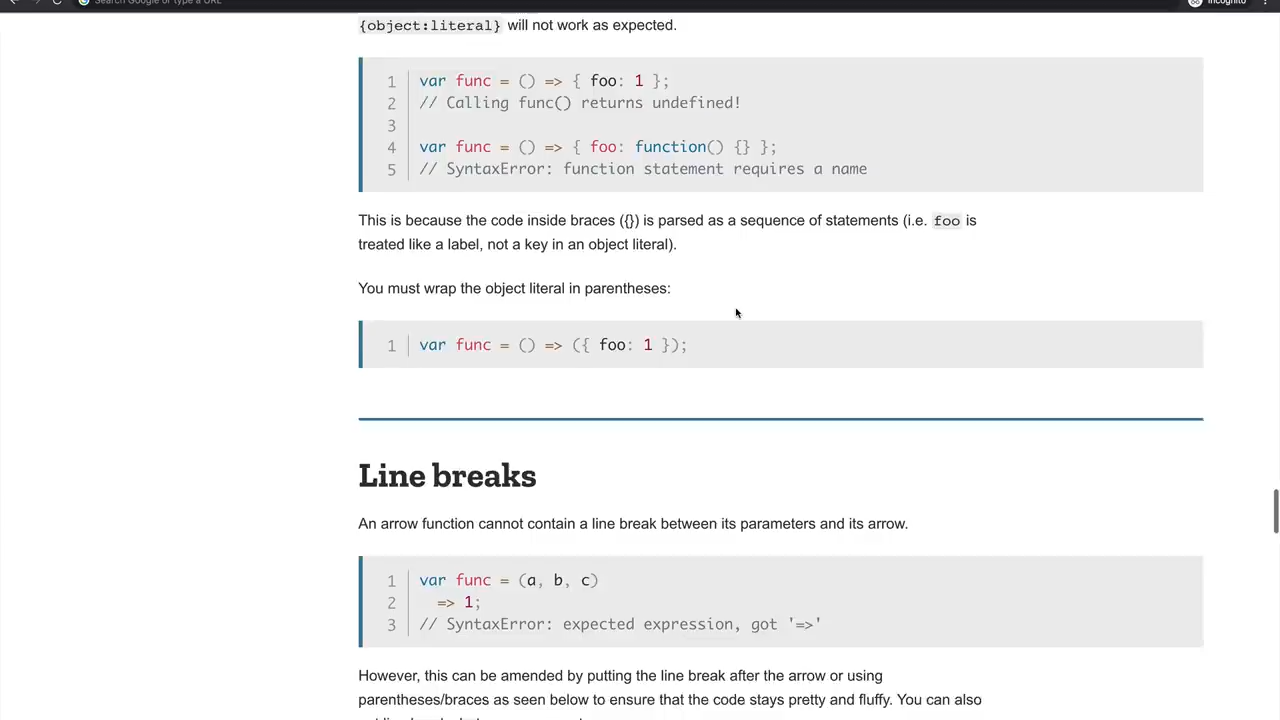 Search Google or type a URL
Incognito
{object:literal} will not work as expected.
1 var func = () => { foo: 1 };
2 // Calling func() returns undefined!
3
4 var func = () => { foo: function() {} };
5 // SyntaxError: function statement requires a name
This is because the code inside braces ({}) is parsed as a sequence of statements (i.e. foo is
treated like a label, not a key in an object literal).
You must wrap the object literal in parentheses:
1 var func = () => ({ foo: 1 });
Line breaks
An arrow function cannot contain a line break between its parameters and its arrow.
1 var func = (a, b, c)
2 => 1;
3 // SyntaxError: expected expression, got '=>'
However, this can be amended by putting the line break after the arrow or using
parentheses/braces as seen below to ensure that the code stays pretty and fluffy. You can also